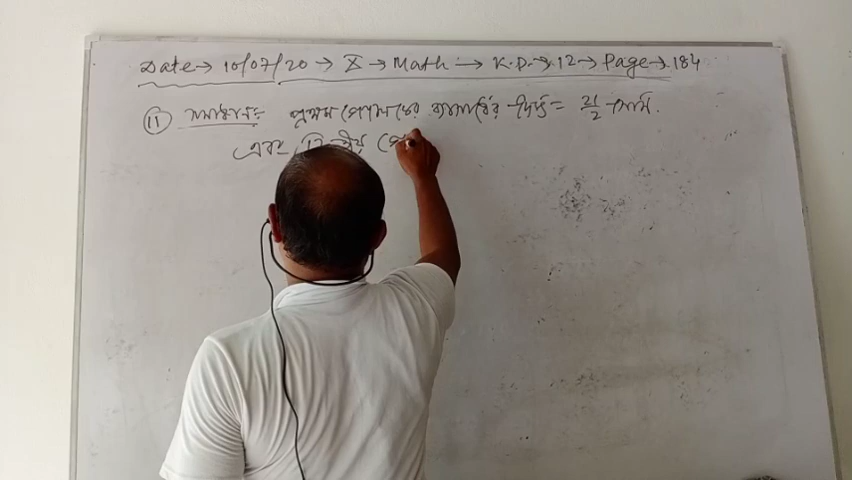 Date → 10/07/20 → X → Math → K.D. → 12 → Page → 184
(11) সমাধানঃ প্রথম গোলকের ব্যাসার্ধের দৈর্ঘ্য = 21/2 সেমি.
এবং দ্বিতীয়